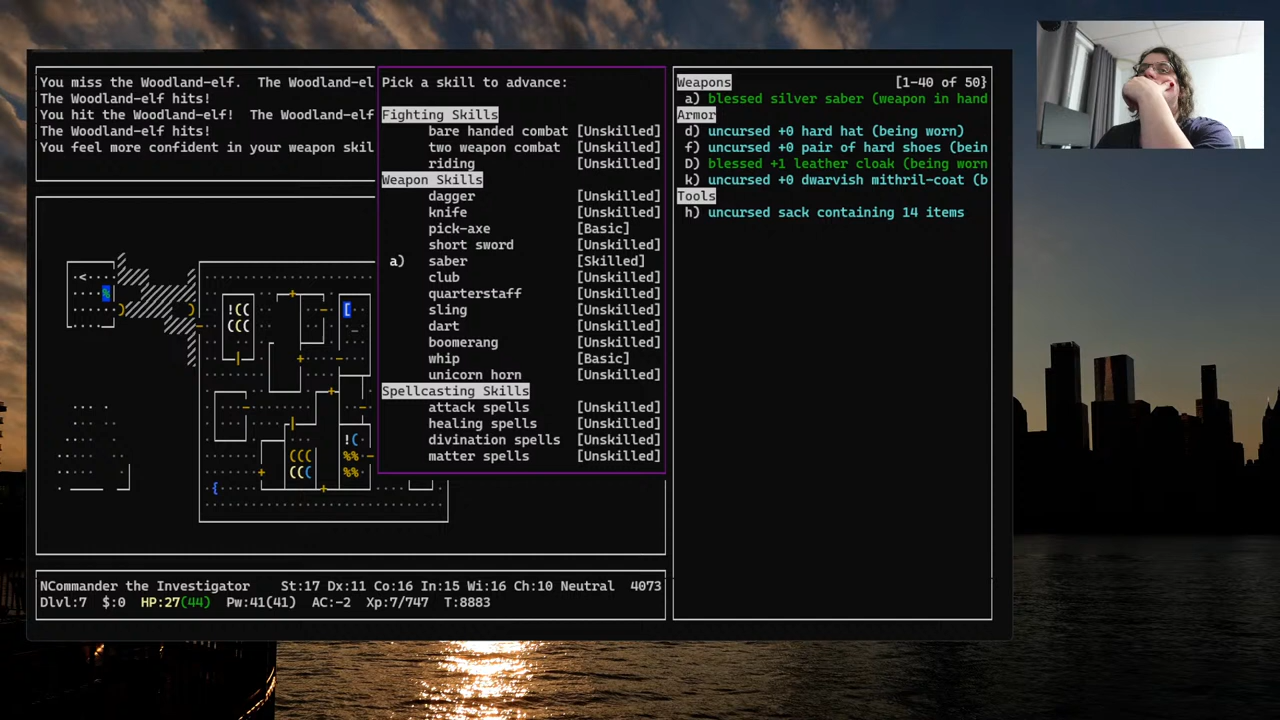 You miss the Woodland-elf.  The Woodland-el
The Woodland-elf hits!
You hit the Woodland-elf!  The Woodland-elf
The Woodland-elf hits!
You feel more confident in your weapon skil
Pick a skill to advance:
Fighting Skills
bare handed combat [Unskilled]
two weapon combat [Unskilled]
riding [Unskilled]
Weapon Skills
dagger [Unskilled]
knife [Unskilled]
pick-axe [Basic]
short sword [Unskilled]
a) saber [Skilled]
club [Unskilled]
quarterstaff [Unskilled]
sling [Unskilled]
dart [Unskilled]
boomerang [Unskilled]
whip [Basic]
unicorn horn [Unskilled]
Spellcasting Skills
attack spells [Unskilled]
healing spells [Unskilled]
divination spells [Unskilled]
matter spells [Unskilled]
Weapons [1-40 of 50}
a) blessed silver saber (weapon in hand
Armor
d) uncursed +0 hard hat (being worn)
f) uncursed +0 pair of hard shoes (bein
D) blessed +1 leather cloak (being worn
k) uncursed +0 dwarvish mithril-coat (b
Tools
h) uncursed sack containing 14 items
NCommander the Investigator St:17 Dx:11 Co:16 In:15 Wi:16 Ch:10 Neutral 4073
Dlvl:7 $:0 HP:27(44) Pw:41(41) AC:-2 Xp:7/747 T:8883